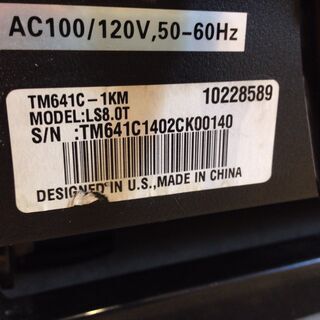 AC100/120V,50-60Hz
TM641C-1KM 10228589
MODEL:LS8.0T
S/N :TM641C1402CK00140
DESIGNED IN U.S.,MADE IN CHINA